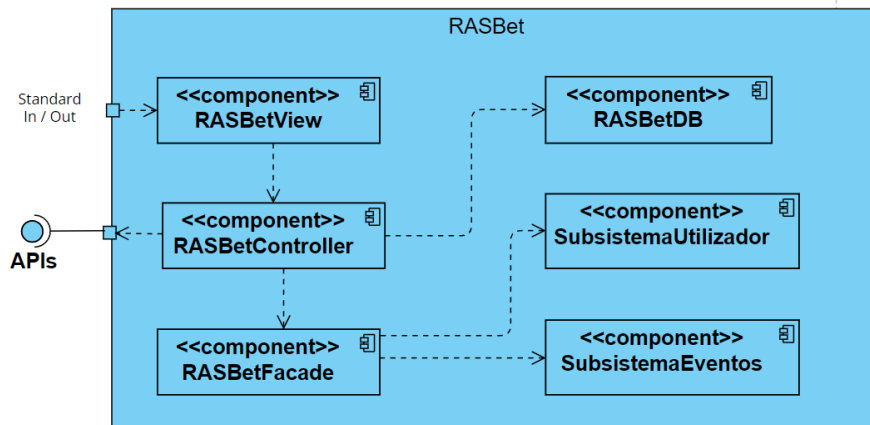 RASBet
Standard
In / Out
<<component>>
RASBetView
<<component>>
RASBetDB
APIs
<<component>>
RASBetController
<<component>>
SubsistemaUtilizador
<<component>>
RASBetFacade
<<component>>
SubsistemaEventos